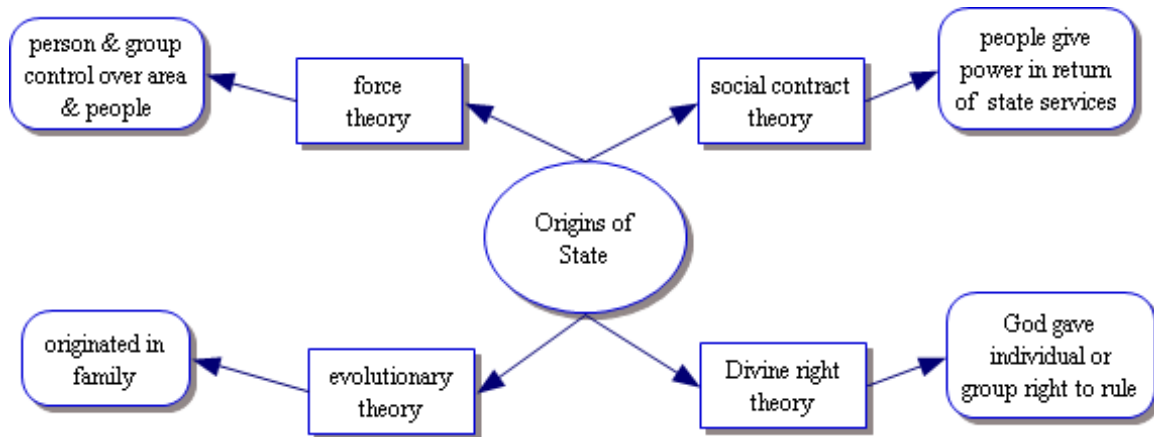 person & group
control over area
& people
force
theory
social contract
theory
people give
power in return
of state services
Origins of
State
originated in
family
evolutionary
theory
Divine right
theory
God gave
individual or
group right to rule